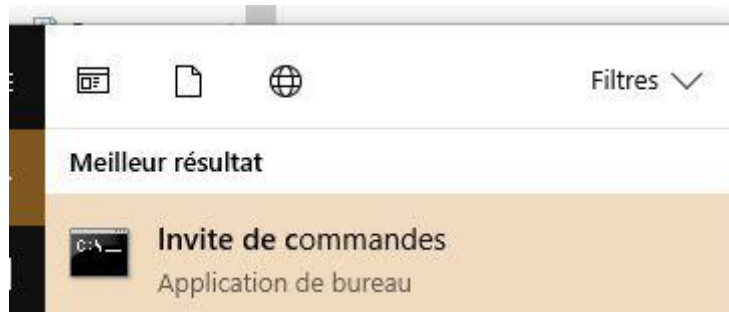 Filtres
Meilleur résultat
C:\_
Invite de commandes
Application de bureau